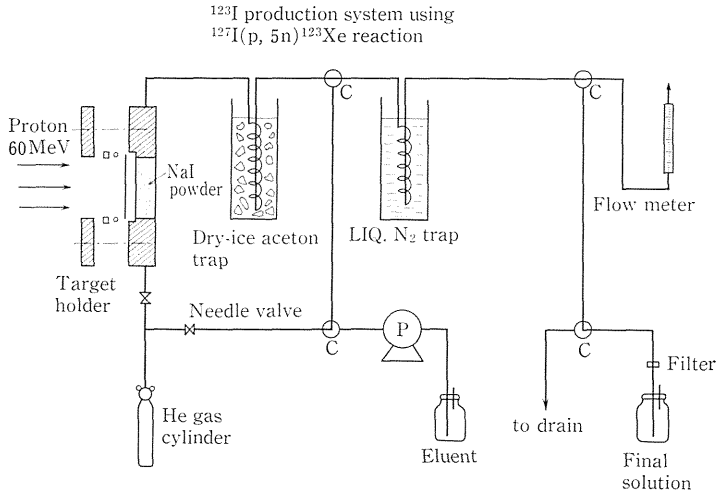 ¹²³I production system using
¹²⁷I(p, 5n)¹²³Xe reaction
Proton
60MeV
NaI
powder
C
C
Dry-ice aceton
trap
LIQ. N₂ trap
Flow meter
Target
holder
Needle valve
P
C
C
Filter
He gas
cylinder
Eluent
to drain
Final
solution